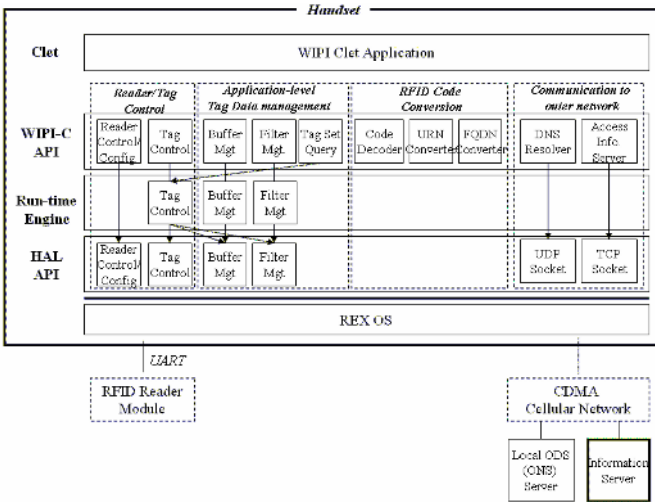 Handset
Clet
WIPI Clet Application
Reader/Tag
Control
Application-level
Tag Data management
RFID Code
Conversion
Communication to
outer network
WIPI-C
API
Reader
Control/
Config
Tag
Control
Buffer
Mgt
Filter
Mgt.
Tag Set
Query
Code
Decoder
URN
Converter
FQDN
Converter
DNS
Resolver
Access
Info.
Server
Run-time
Engine
Tag
Control
Buffer
Mgt
Filter
Mgt
HAL
API
Reader
Control/
Config
Tag
Control
Buffer
Mgt
Filter
Mgt.
UDP
Socket
TCP
Socket
REX OS
UART
RFID Reader
Module
CDMA
Cellular Network
Local ODS
(ONS)
Server
Information
Server